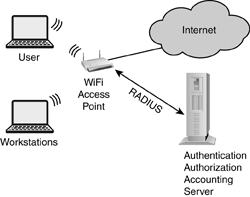 Internet
User
WiFi
Access
Point
RADIUS
Workstations
Authentication
Authorization
Accounting
Server